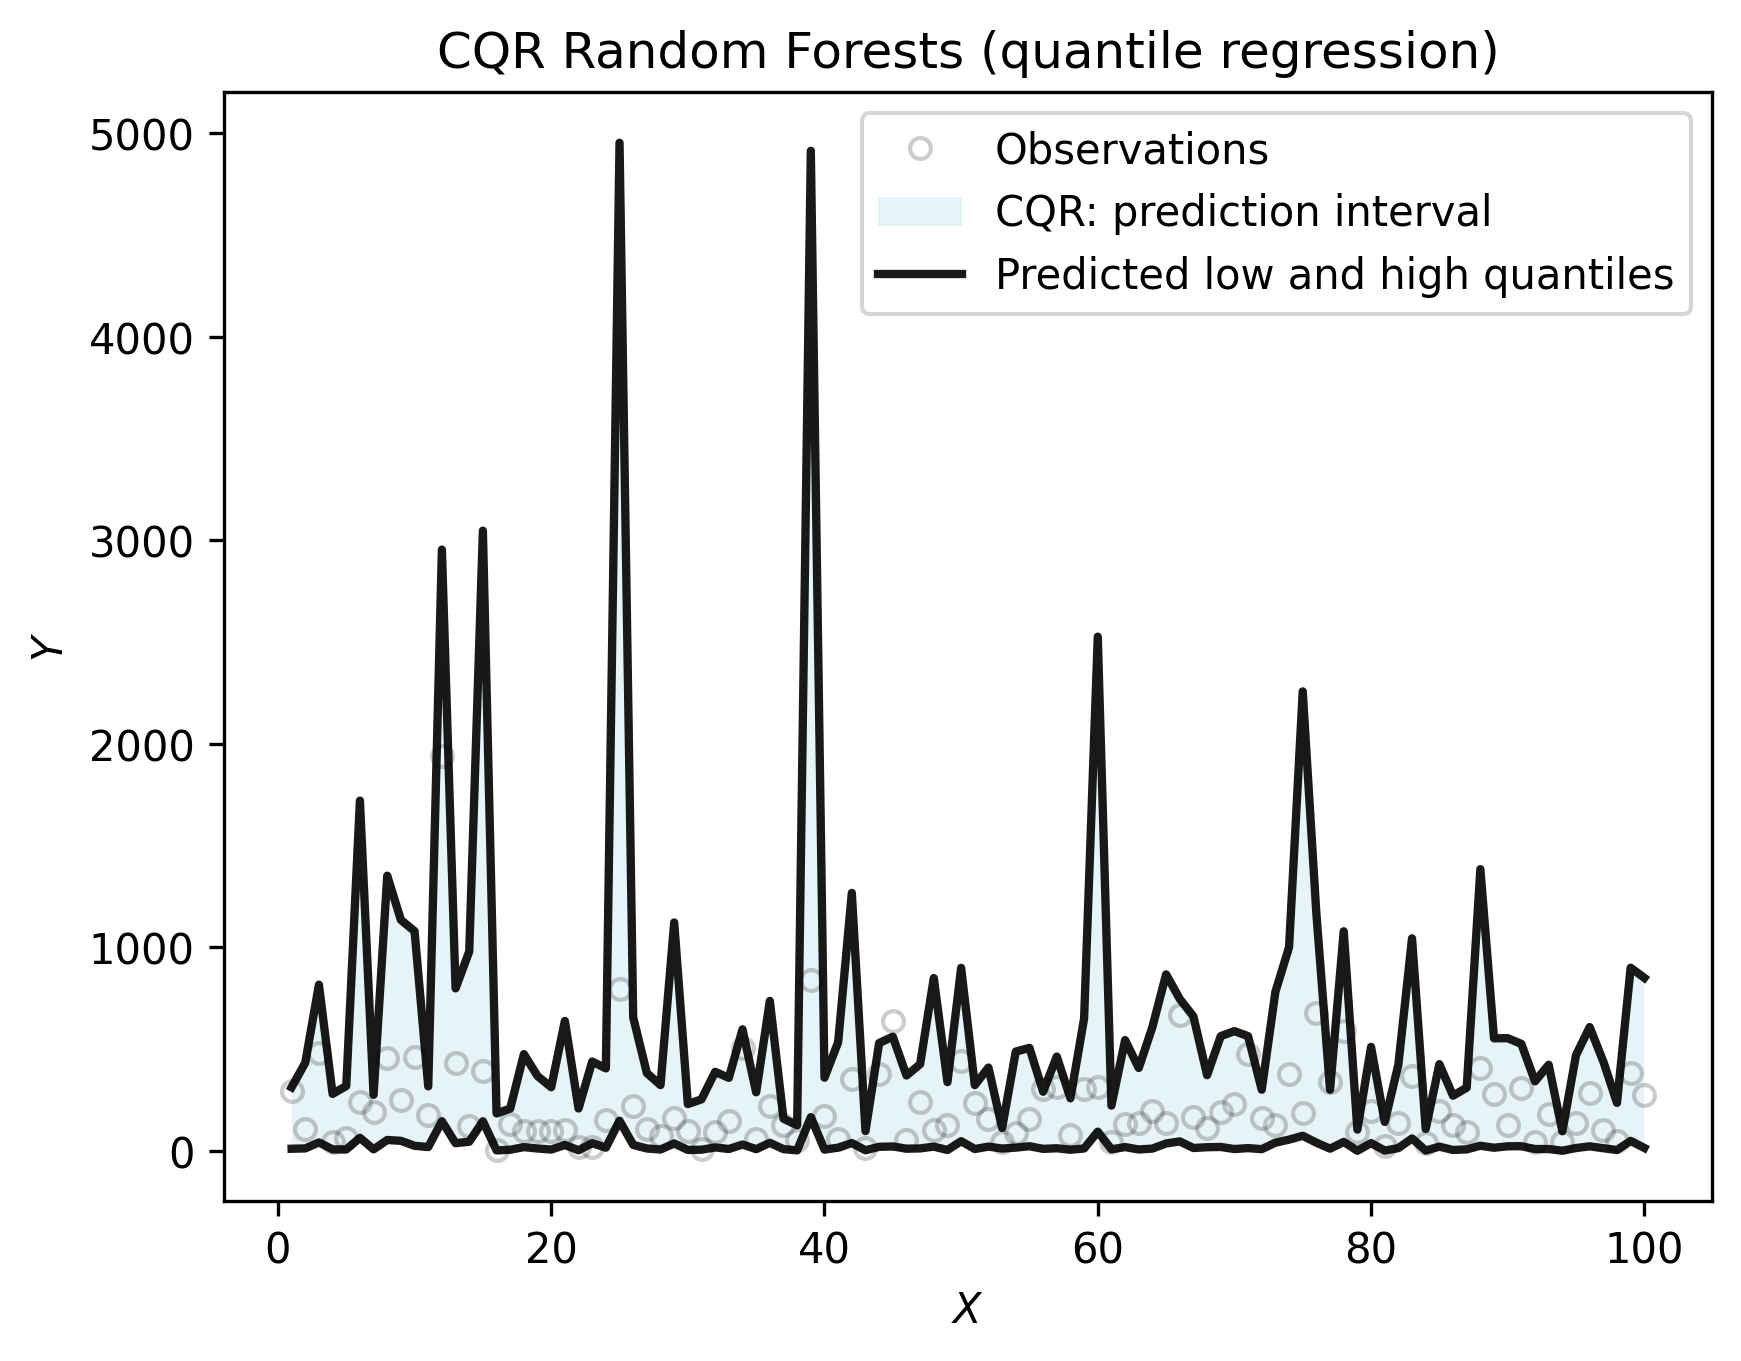 CQR Random Forests (quantile regression)
Observations
CQR: prediction interval
Predicted low and high quantiles
5000
4000
3000
2000
1000
0
Y
0 20 40 60 80 100
X